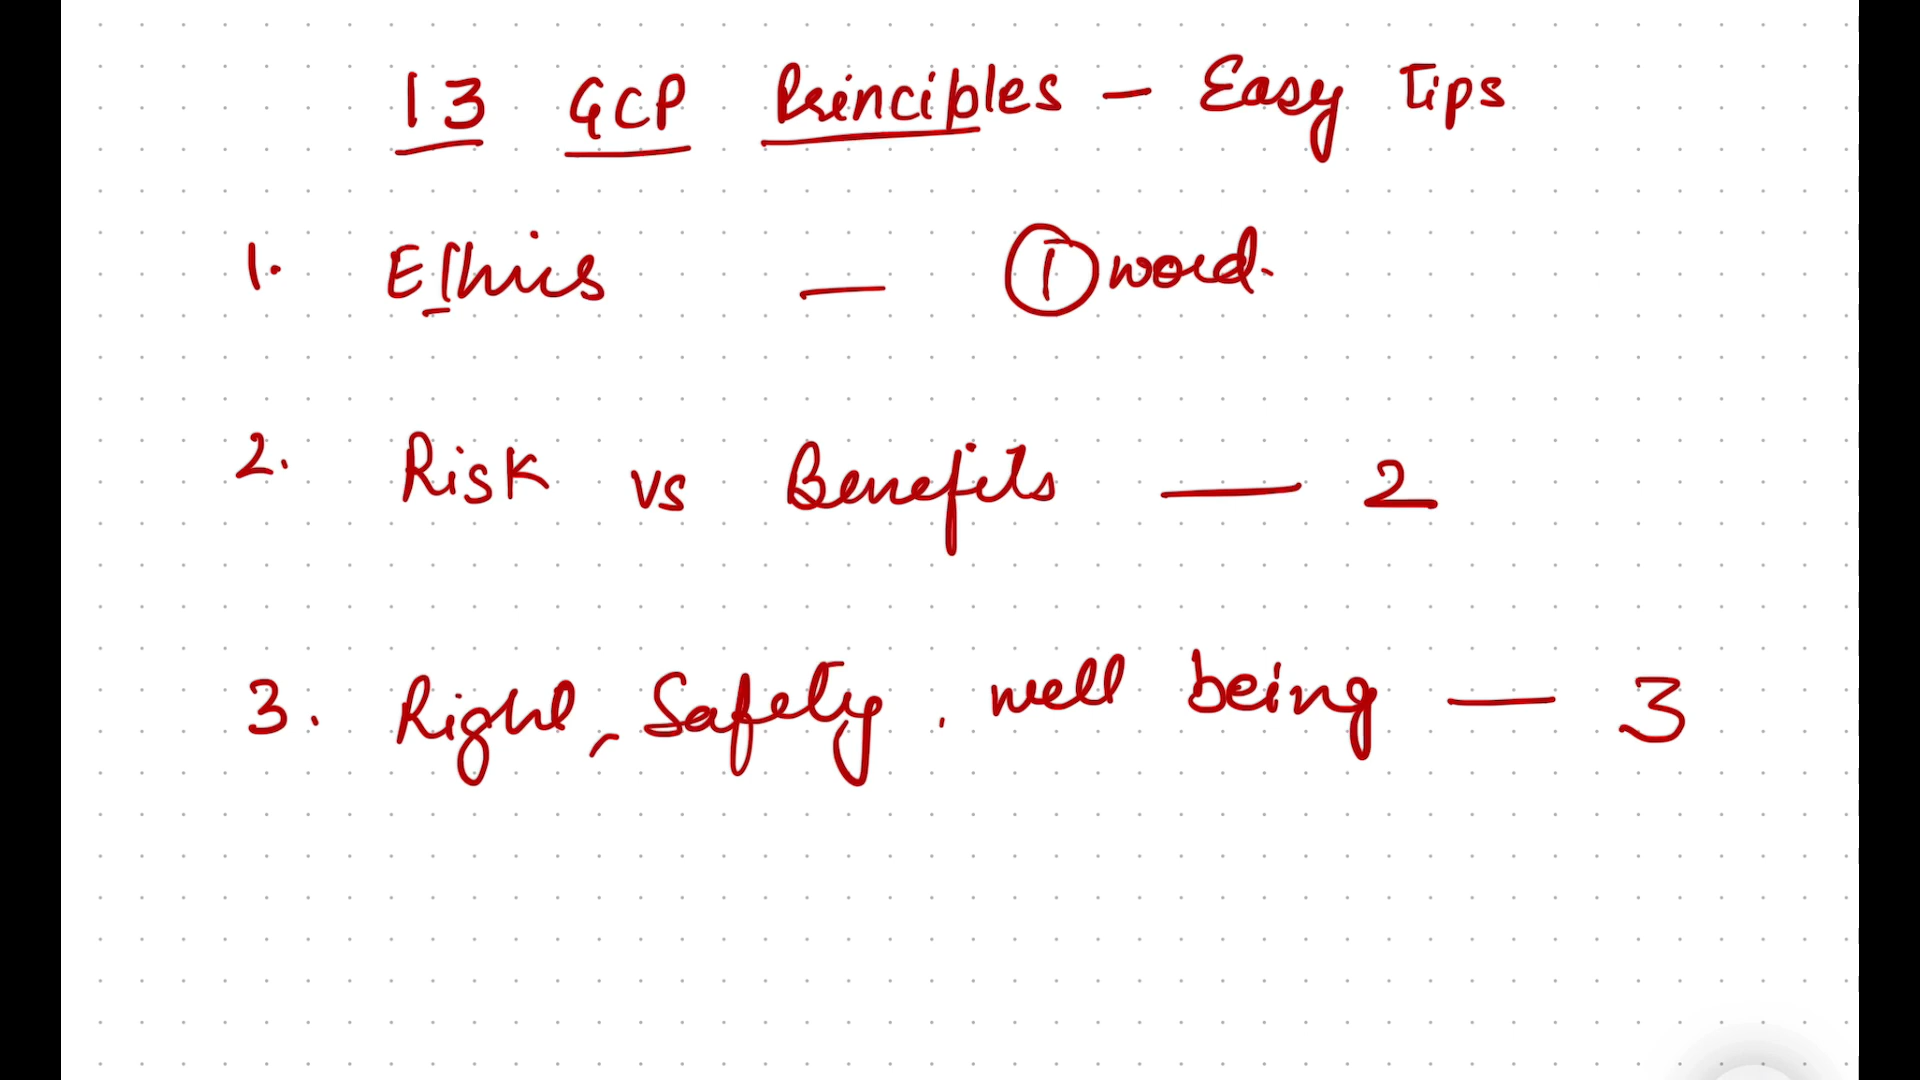 13 GCP Principles - Easy Tips
1. Ethics — 1 word.
2. Risk vs Benefits — 2
3. Right, Safety, well being — 3